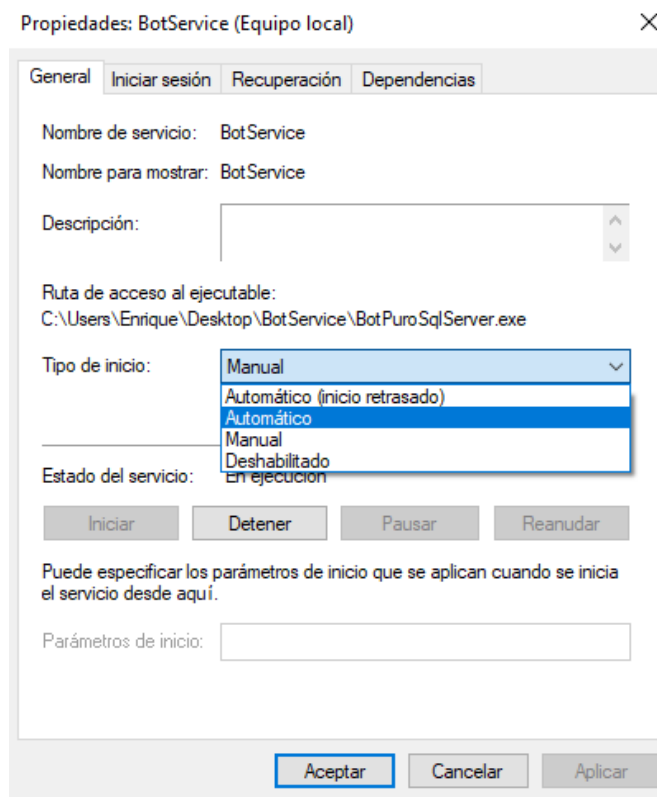 Propiedades: BotService (Equipo local)
General Iniciar sesión Recuperación Dependencias
Nombre de servicio: BotService
Nombre para mostrar: BotService
Descripción:
Ruta de acceso al ejecutable:
C:\Users\Enrique\Desktop\BotService\BotPuroSqlServer.exe
Tipo de inicio: Manual
Automático (inicio retrasado)
Automático
Manual
Deshabilitado
Estado del servicio: En ejecución
Iniciar Detener Pausar Reanudar
Puede especificar los parámetros de inicio que se aplican cuando se inicia
el servicio desde aquí.
Parámetros de inicio:
Aceptar Cancelar Aplicar